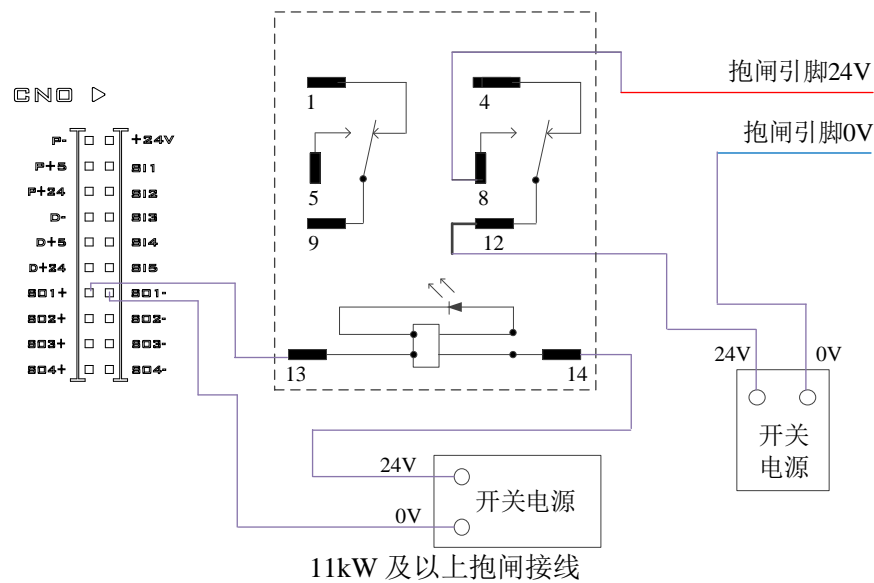 抱闸引脚24V
抱闸引脚0V
CN0
P- +24V
P+5 SI1
P+24 SI2
D- SI3
D+5 SI4
D+24 SI5
SO1+ SO1-
SO2+ SO2-
SO3+ SO3-
SO4+ SO4-
1 4
5 8
9 12
13 14
24V 0V
开关
电源
24V
开关电源
0V
11kW 及以上抱闸接线